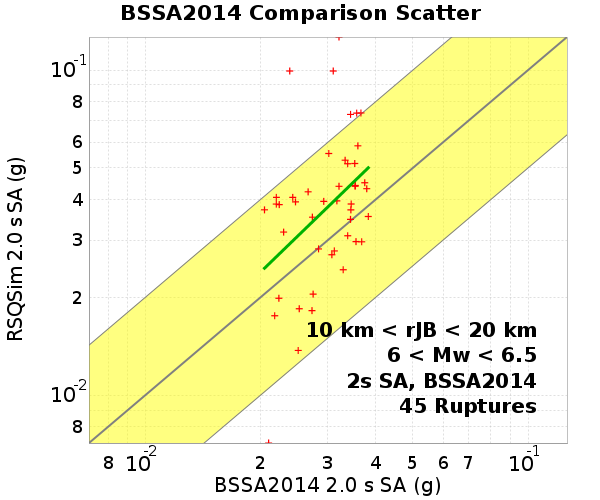 BSSA2014 Comparison Scatter
RSQSim 2.0 s SA (g)
10^-1
8
6
5
4
3
2
10^-2
8
10 km < rJB < 20 km
6 < Mw < 6.5
2s SA, BSSA2014
45 Ruptures
8 10^-2 2 3 4 5 6 7 10^-1
BSSA2014 2.0 s SA (g)